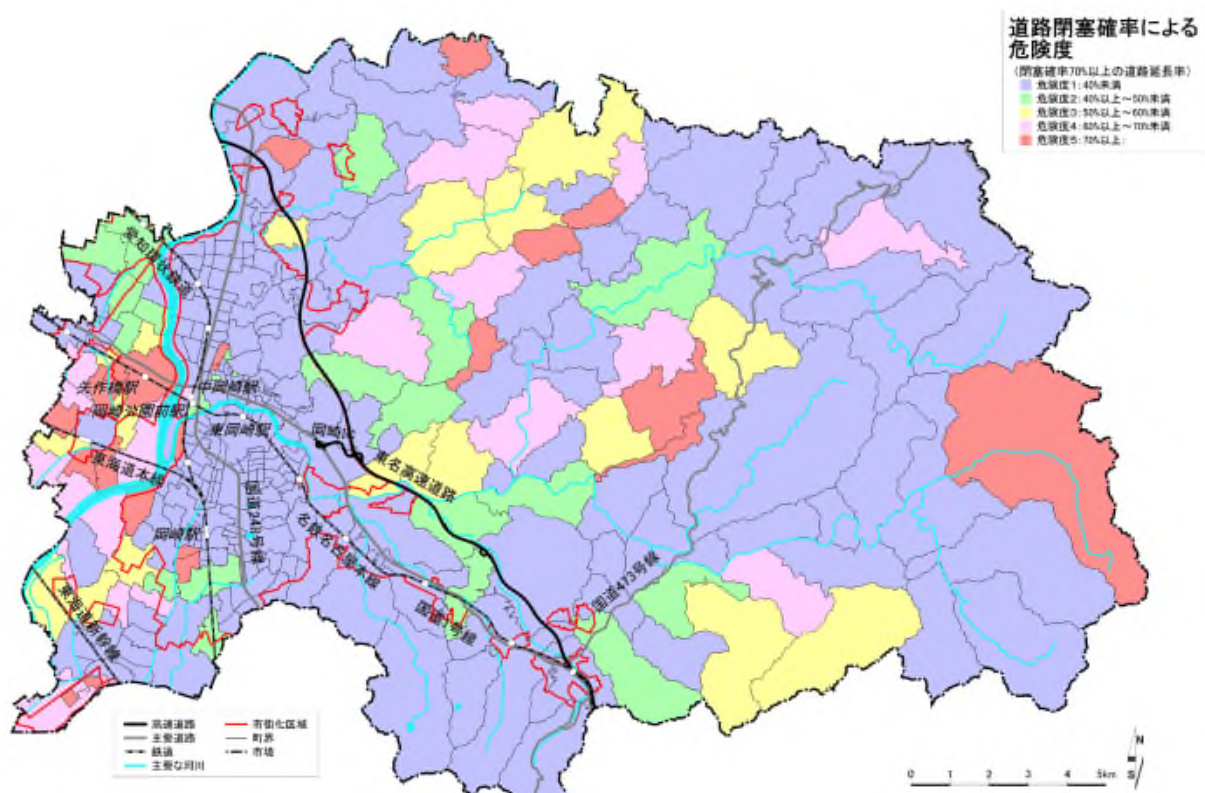 道路閉塞確率による
危険度
(閉塞確率70%以上の道路延長率)
危険度1:40%未満
危険度2:40%以上～50%未満
危険度3:50%以上～60%未満
危険度4:60%以上～70%未満
危険度5:70%以上:
愛知環状鉄道
矢作橋駅
中岡崎駅
岡崎公園前駅
東岡崎駅
岡崎IC
東海道本線
東名高速道路
国道248号線
岡崎駅
名鉄名古屋本線
東海道新幹線
国道1号線
国道473号線
高速道路
市街化区域
主要道路
町界
鉄道
市境
主要な河川
N
S
0 1 2 3 4 5km